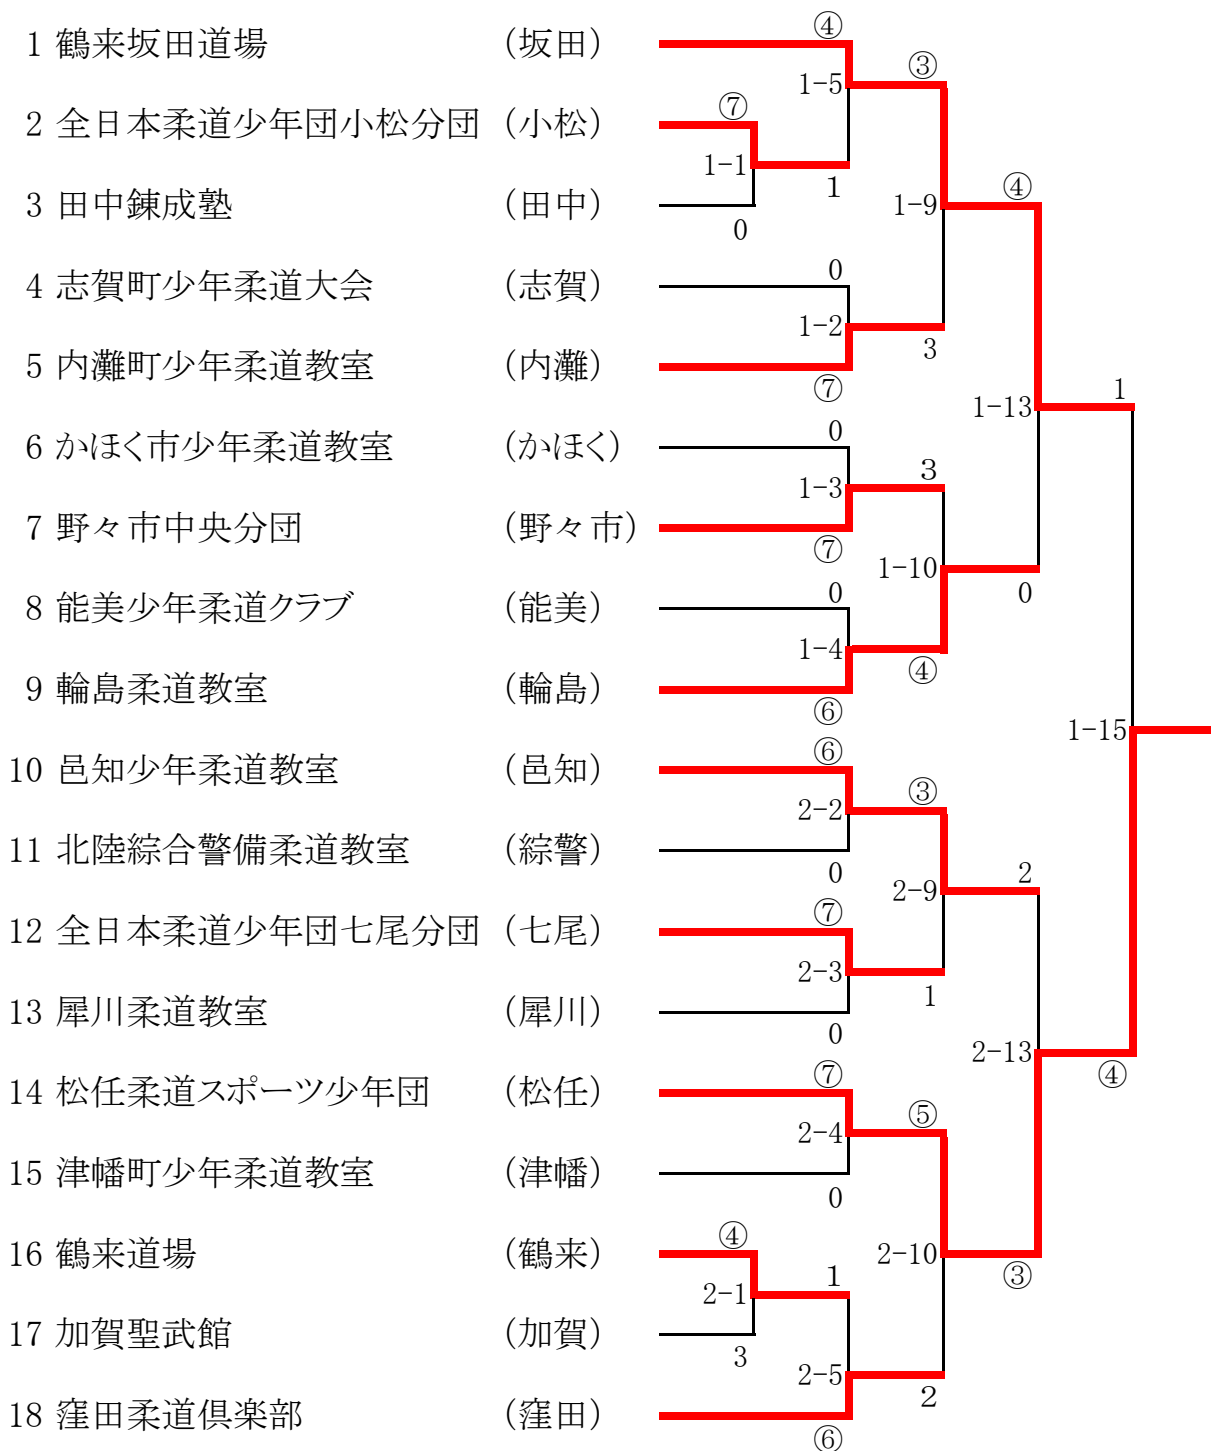 ④
1 鶴来坂田道場 (坂田)
1-5 ③
⑦
2 全日本柔道少年団小松分団 (小松)
1-1
1 ④
3 田中錬成塾 (田中) 1-9
0
0
4 志賀町少年柔道大会 (志賀)
1-2
3
5 内灘町少年柔道教室 (内灘)
⑦ 1
1-13
0
6 かほく市少年柔道教室 (かほく)
3
1-3
7 野々市中央分団 (野々市)
⑦
1-10
0 0
8 能美少年柔道クラブ (能美)
1-4
④
9 輪島柔道教室 (輪島)
⑥
1-15
⑥
10 邑知少年柔道教室 (邑知)
③
2-2
11 北陸綜合警備柔道教室 (綜警)
0 2
2-9
⑦
12 全日本柔道少年団七尾分団 (七尾)
2-3
1
13 犀川柔道教室 (犀川)
0
2-13
⑦ ④
14 松任柔道スポーツ少年団 (松任)
⑤
2-4
15 津幡町少年柔道教室 (津幡)
0
④
16 鶴来道場 (鶴来) 2-10
1 ③
2-1
17 加賀聖武館 (加賀)
3
2-5
2
18 窪田柔道倶楽部 (窪田)
⑥